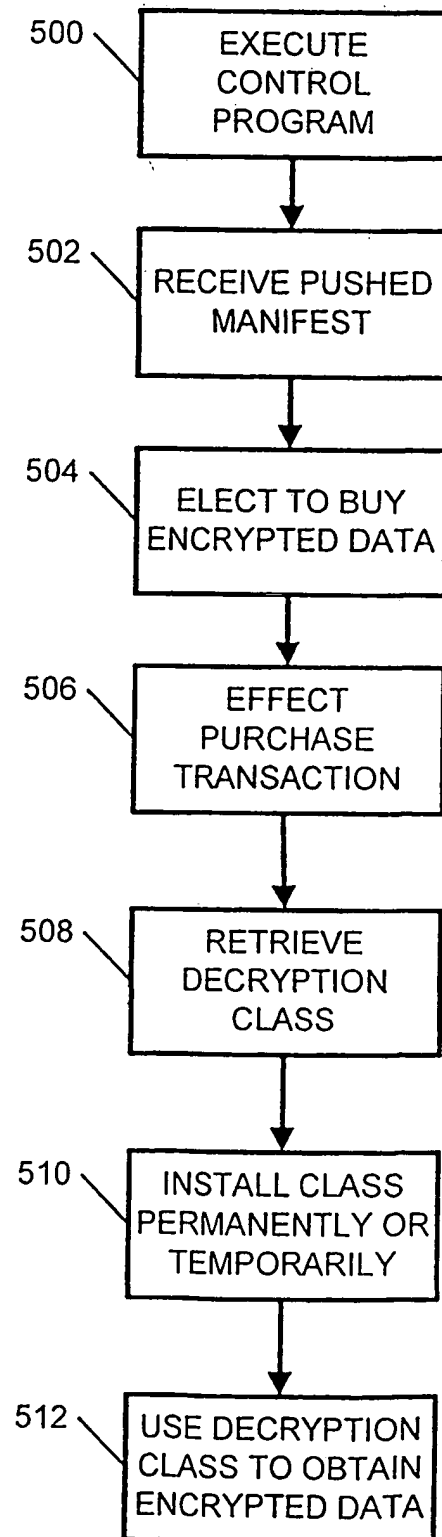 500
EXECUTE
CONTROL
PROGRAM
502
RECEIVE PUSHED
MANIFEST
504
ELECT TO BUY
ENCRYPTED DATA
506
EFFECT
PURCHASE
TRANSACTION
508
RETRIEVE
DECRYPTION
CLASS
510
INSTALL CLASS
PERMANENTLY OR
TEMPORARILY
512
USE DECRYPTION
CLASS TO OBTAIN
ENCRYPTED DATA